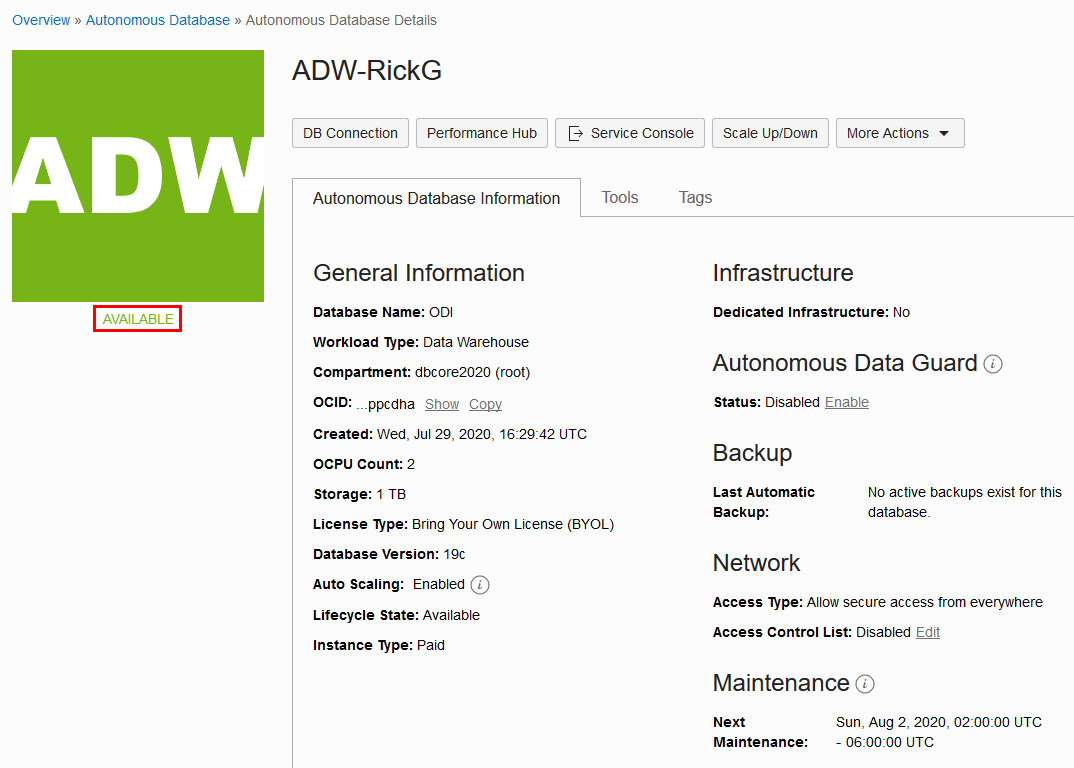 Overview » Autonomous Database » Autonomous Database Details
ADW
AVAILABLE
ADW-RickG
DB Connection
Performance Hub
Service Console
Scale Up/Down
More Actions
Autonomous Database Information
Tools
Tags
General Information
Database Name: ODI
Workload Type: Data Warehouse
Compartment: dbcore2020 (root)
OCID: ...ppcdha Show Copy
Created: Wed, Jul 29, 2020, 16:29:42 UTC
OCPU Count: 2
Storage: 1 TB
License Type: Bring Your Own License (BYOL)
Database Version: 19c
Auto Scaling: Enabled i
Lifecycle State: Available
Instance Type: Paid
Infrastructure
Dedicated Infrastructure: No
Autonomous Data Guard i
Status: Disabled Enable
Backup
Last Automatic
Backup:
No active backups exist for this
database.
Network
Access Type: Allow secure access from everywhere
Access Control List: Disabled Edit
Maintenance i
Next
Maintenance:
Sun, Aug 2, 2020, 02:00:00 UTC
- 06:00:00 UTC